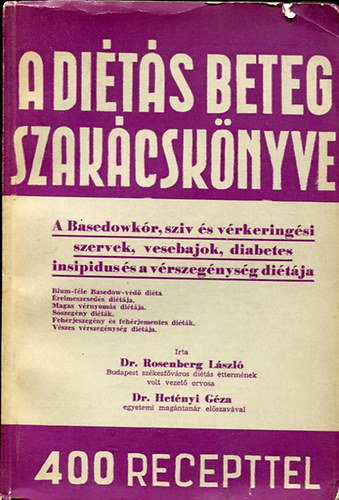 A DIÉTÁS BETEG
SZAKÁCSKÖNYVE
A Basedowkór, sziv és vérkeringési
szervek, vesebajok, diabetes
insipidus és a vérszegénység diétája
Blum-féle Basedow-védő diéta
Érelmeszesedés diétája.
Magas vérnyomás diétája.
Sószegény diéták.
Fehérjeszegény és fehérjementes diéták.
Vészes vérszegénység diétája.
Irta
Dr. Rosenberg László
Budapest székesfőváros diétás éttermének
volt vezető orvosa
Dr. Hetényi Géza
egyetemi magántanár előszavával
400 RECEPTTEL